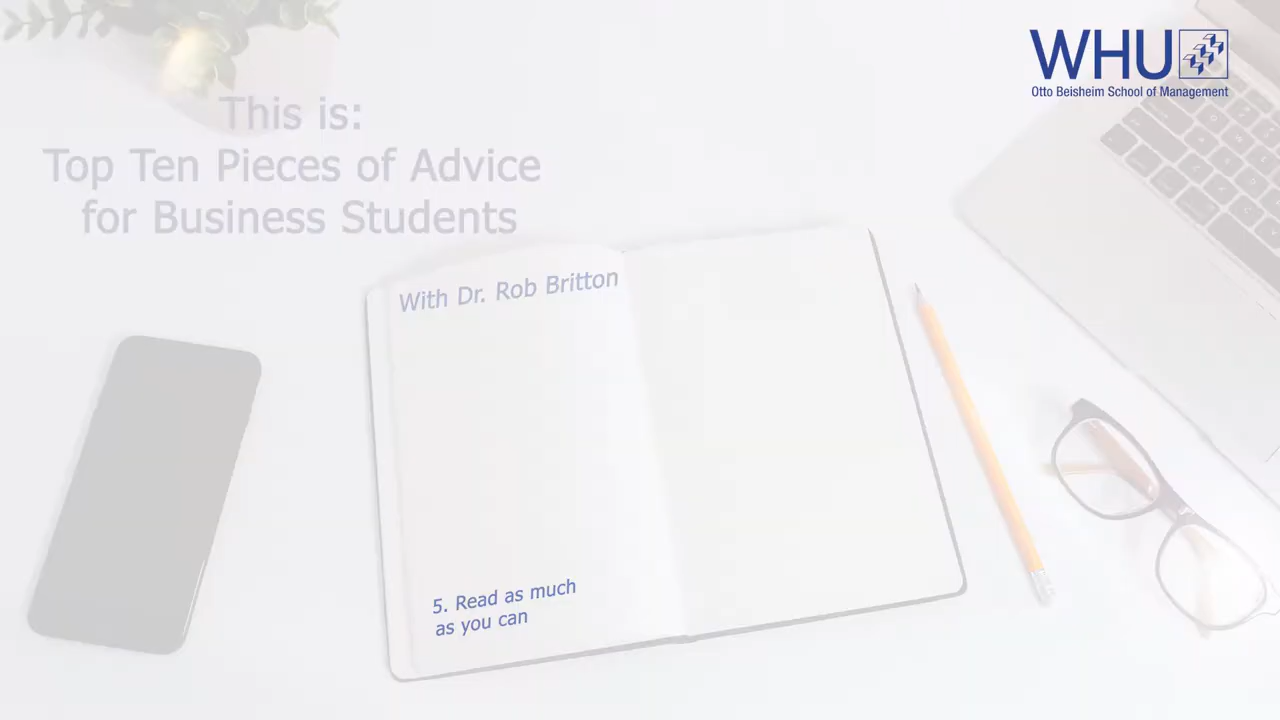 WHU
Otto Beisheim School of Management
This is:
Top Ten Pieces of Advice
for Business Students
With Dr. Rob Britton
5. Read as much
as you can